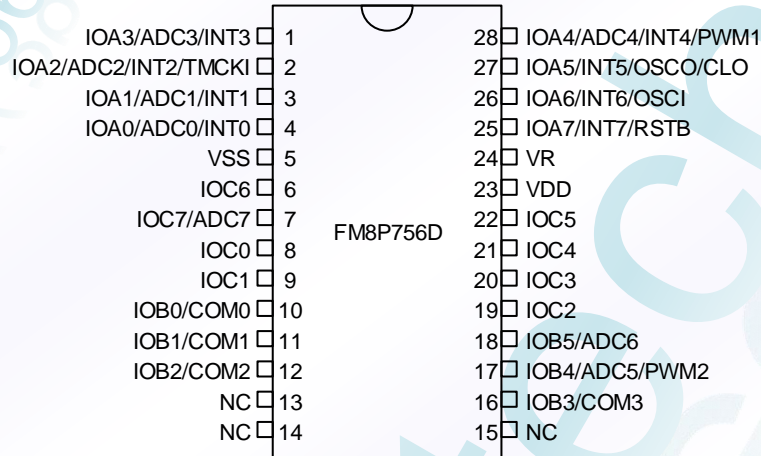 IOA3/ADC3/INT3 1 28 IOA4/ADC4/INT4/PWM1
IOA2/ADC2/INT2/TMCKI 2 27 IOA5/INT5/OSCO/CLO
IOA1/ADC1/INT1 3 26 IOA6/INT6/OSCI
IOA0/ADC0/INT0 4 25 IOA7/INT7/RSTB
VSS 5 24 VR
IOC6 6 23 VDD
IOC7/ADC7 7 22 IOC5
FM8P756D
IOC0 8 21 IOC4
IOC1 9 20 IOC3
IOB0/COM0 10 19 IOC2
IOB1/COM1 11 18 IOB5/ADC6
IOB2/COM2 12 17 IOB4/ADC5/PWM2
NC 13 16 IOB3/COM3
NC 14 15 NC